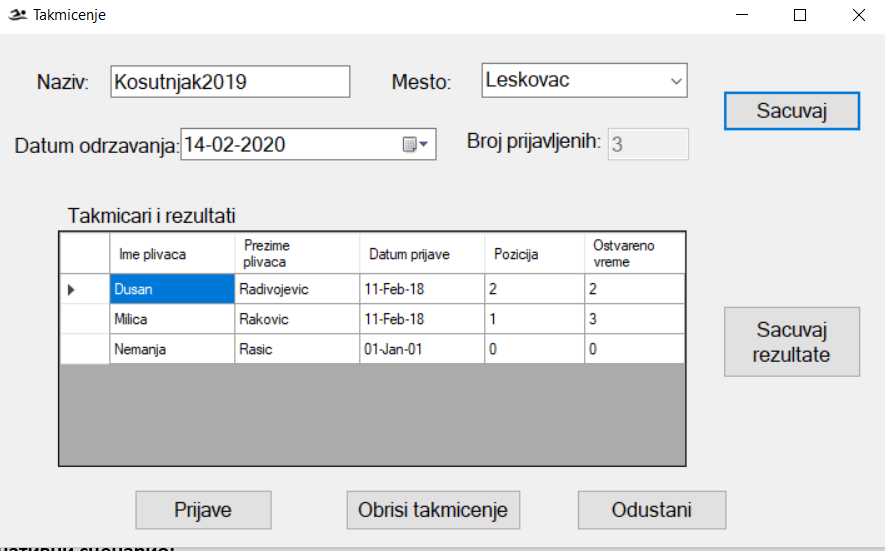 Takmicenje
Naziv: Kosutnjak2019 Mesto: Leskovac
Sacuvaj
Datum odrzavanja: 14-02-2020 Broj prijavljenih: 3
Takmicari i rezultati
Ime plivaca Prezime plivaca Datum prijave Pozicija Ostvareno vreme
Dusan Radivojevic 11-Feb-18 2 2
Milica Rakovic 11-Feb-18 1 3
Nemanja Rasic 01-Jan-01 0 0
Sacuvaj
rezultate
Prijave Obrisi takmicenje Odustani